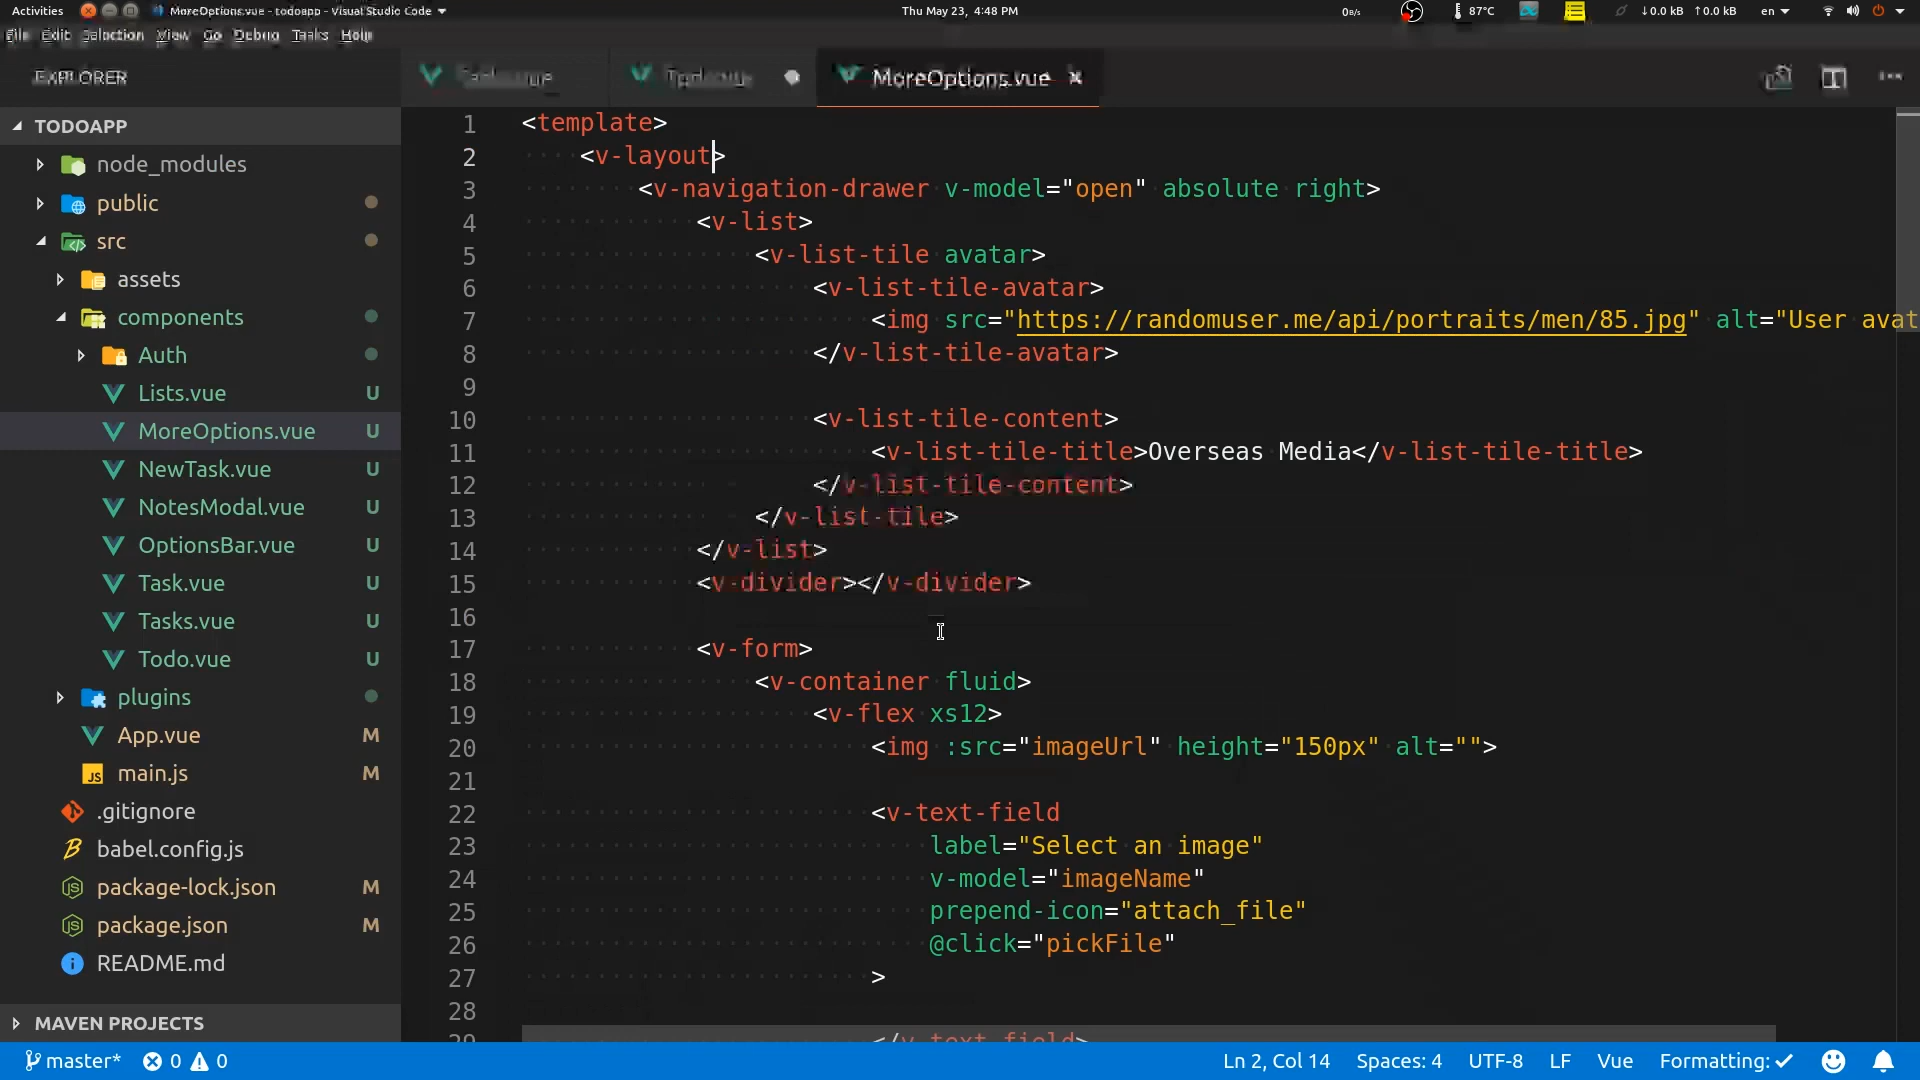 Activities
MoreOptions.vue - todoapp - Visual Studio Code
Thu May 23, 4:48 PM
0B/s
87°C
↓0.0 kB ↑0.0 kB
en
File Edit Selection View Go Debug Tasks Help
EXPLORER
Todo.vue
MoreOptions.vue
TODOAPP
node_modules
public
src
assets
components
Auth
Lists.vue U
MoreOptions.vue U
NewTask.vue U
NotesModal.vue U
OptionsBar.vue U
Task.vue U
Tasks.vue U
Todo.vue U
plugins
App.vue M
JS main.js M
.gitignore
babel.config.js
package-lock.json M
package.json M
README.md
MAVEN PROJECTS
1 <template>
2 <v-layout>
3 <v-navigation-drawer v-model="open" absolute right>
4 <v-list>
5 <v-list-tile avatar>
6 <v-list-tile-avatar>
7 <img src="https://randomuser.me/api/portraits/men/85.jpg" alt="User avat
8 </v-list-tile-avatar>
9
10 <v-list-tile-content>
11 <v-list-tile-title>Overseas Media</v-list-tile-title>
12 </v-list-tile-content>
13 </v-list-tile>
14 </v-list>
15 <v-divider></v-divider>
16
17 <v-form>
18 <v-container fluid>
19 <v-flex xs12>
20 <img :src="imageUrl" height="150px" alt="">
21
22 <v-text-field
23 label="Select an image"
24 v-model="imageName"
25 prepend-icon="attach_file"
26 @click="pickFile"
27 >
28
29 </v-text-field>
master* 0 0
Ln 2, Col 14 Spaces: 4 UTF-8 LF Vue Formatting: